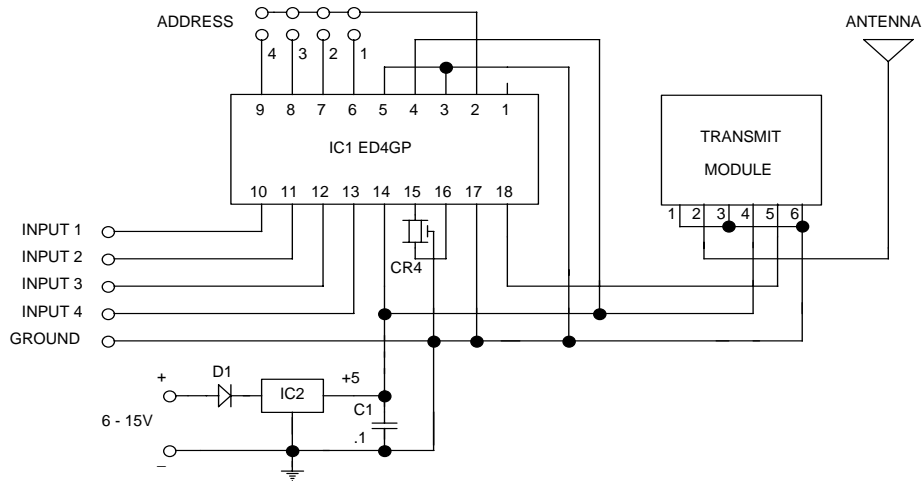 ADDRESS
ANTENNA
4 3 2 1
9 8 7 6 5 4 3 2 1
IC1 ED4GP
TRANSMIT
MODULE
10 11 12 13 14 15 16 17 18
1 2 3 4 5 6
INPUT 1
INPUT 2
CR4
INPUT 3
INPUT 4
GROUND
D1
+ +5
IC2
C1
6 - 15V
.1
–